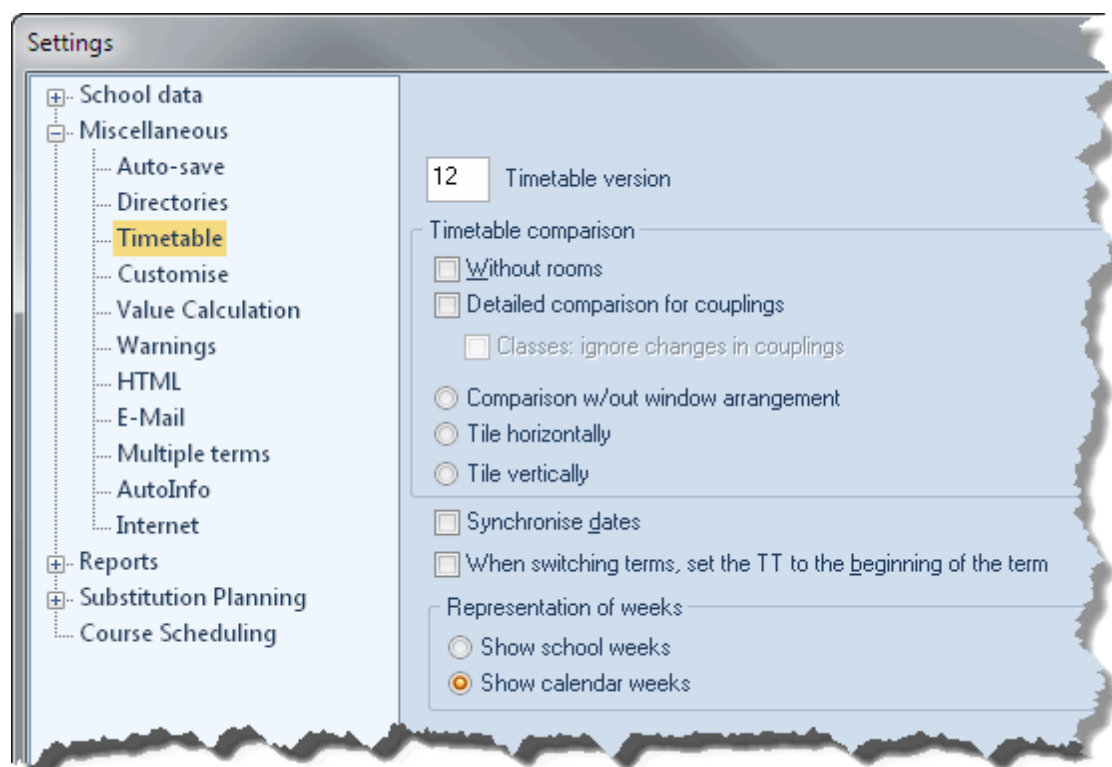 Settings
School data
Miscellaneous
Auto-save
Directories
Timetable
Customise
Value Calculation
Warnings
HTML
E-Mail
Multiple terms
AutoInfo
Internet
Reports
Substitution Planning
Course Scheduling
12 Timetable version
Timetable comparison
Without rooms
Detailed comparison for couplings
Classes: ignore changes in couplings
Comparison w/out window arrangement
Tile horizontally
Tile vertically
Synchronise dates
When switching terms, set the TT to the beginning of the term
Representation of weeks
Show school weeks
Show calendar weeks